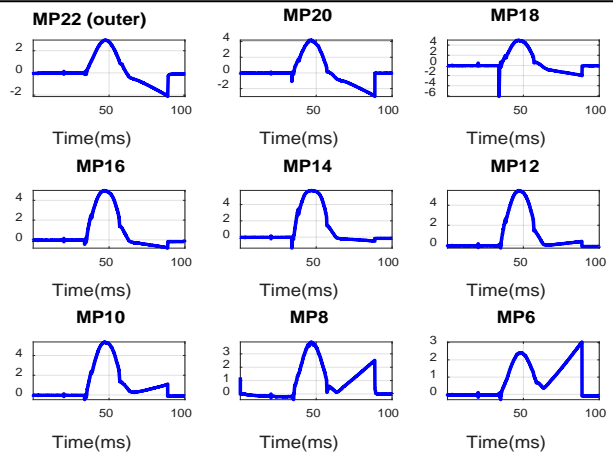 MP22 (outer) MP20 MP18
2 0 -2 50 100
4 2 0 -2 50 100
4 2 0 -2 -4 -6 50 100
Time(ms) Time(ms) Time(ms)
MP16 MP14 MP12
4 2 0 50 100
4 2 0 50 100
4 2 0 50 100
Time(ms) Time(ms) Time(ms)
MP10 MP8 MP6
4 2 0 50 100
3 2 1 0 50 100
3 2 1 0 50 100
Time(ms) Time(ms) Time(ms)